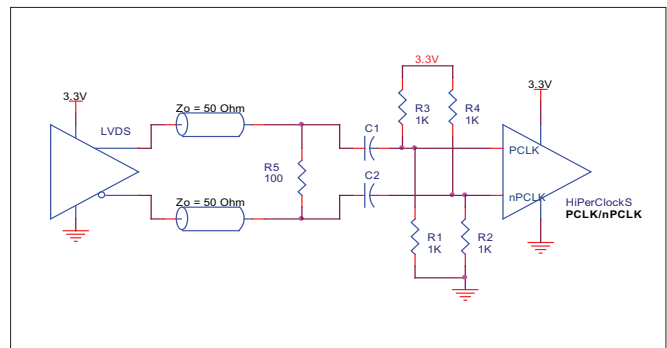 3.3V
LVDS
Zo = 50 Ohm
Zo = 50 Ohm
R5
100
C1
C2
3.3V
R3
1K
R4
1K
R1
1K
R2
1K
3.3V
PCLK
nPCLK
HiPerClockS
PCLK/nPCLK